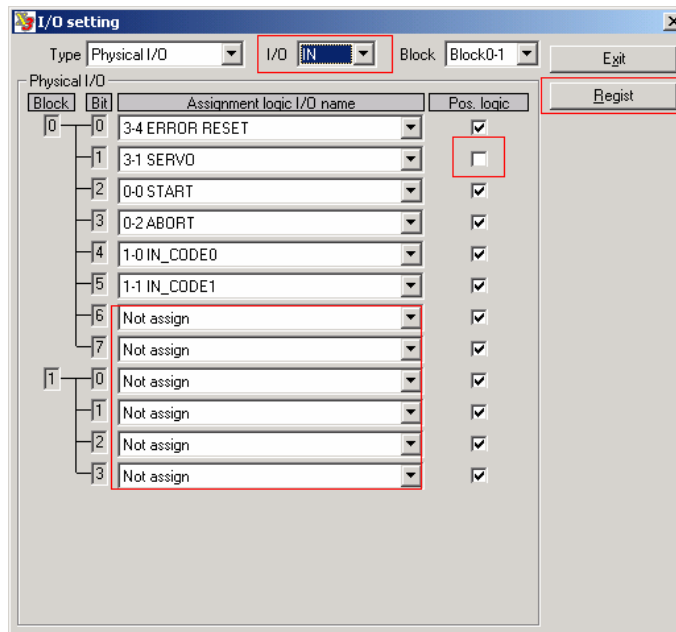 I/O setting
Type Physical I/O I/O IN Block Block0-1 Exit
Physical I/O Regist
Block Bit Assignment logic I/O name Pos. logic
0 0 3-4 ERROR RESET
1 3-1 SERVO
2 0-0 START
3 0-2 ABORT
4 1-0 IN_CODE0
5 1-1 IN_CODE1
6 Not assign
7 Not assign
1 0 Not assign
1 Not assign
2 Not assign
3 Not assign